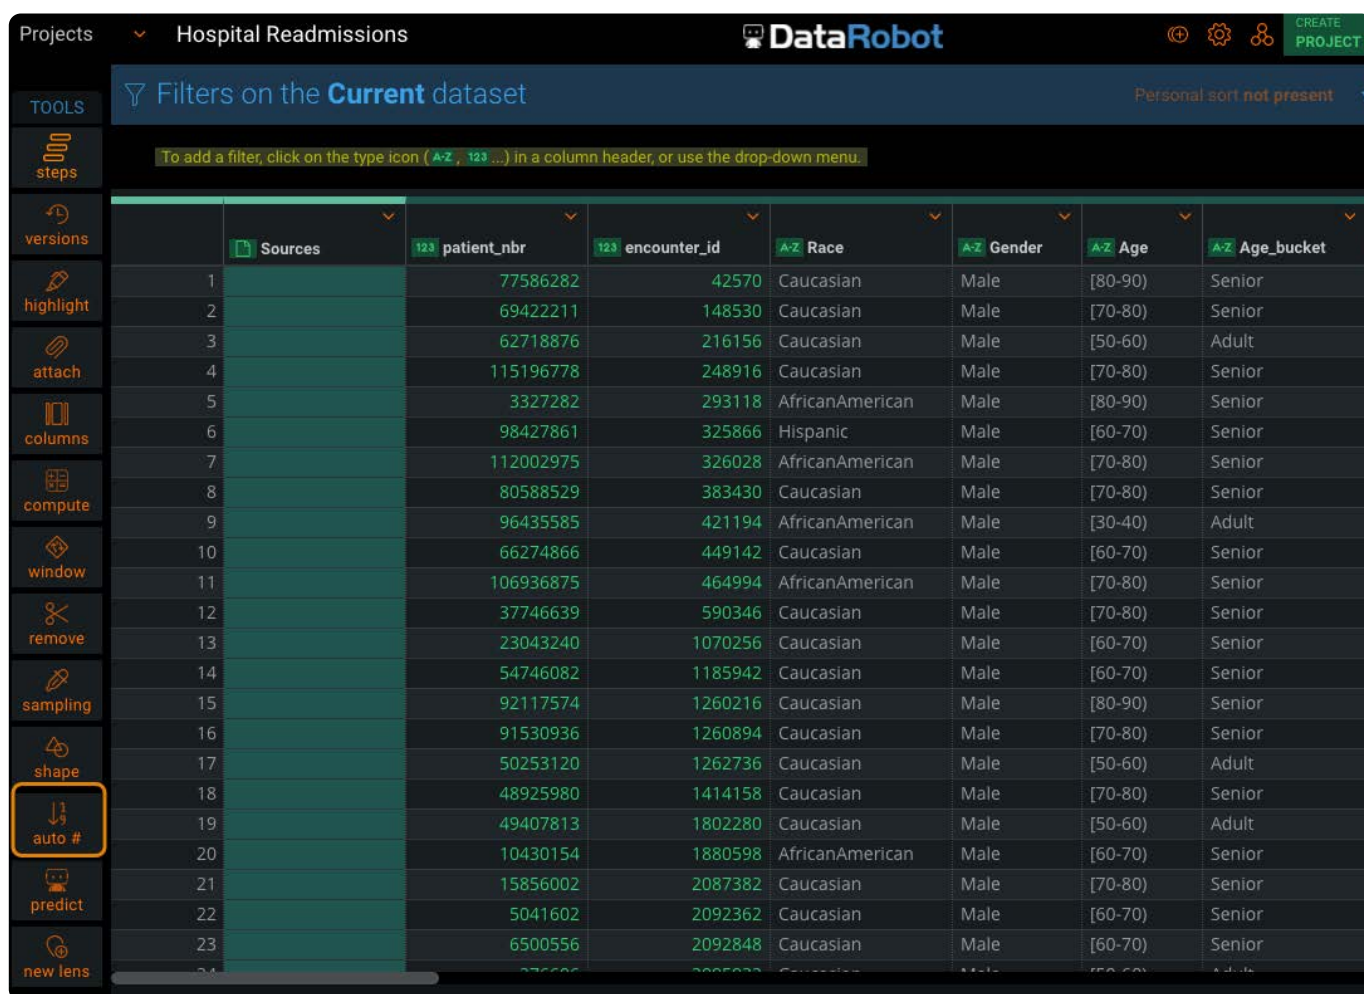 Projects Hospital Readmissions DataRobot CREATE PROJECT
TOOLS Filters on the Current dataset Personal sort not present
steps To add a filter, click on the type icon ( A-Z , 123 ...) in a column header, or use the drop-down menu.
versions
Sources 123 patient_nbr 123 encounter_id A-Z Race A-Z Gender A-Z Age A-Z Age_bucket
1 77586282 42570 Caucasian Male [80-90) Senior
highlight
2 69422211 148530 Caucasian Male [70-80) Senior
3 62718876 216156 Caucasian Male [50-60) Adult
attach
4 115196778 248916 Caucasian Male [70-80) Senior
5 3327282 293118 AfricanAmerican Male [80-90) Senior
columns
6 98427861 325866 Hispanic Male [60-70) Senior
7 112002975 326028 AfricanAmerican Male [70-80) Senior
8 80588529 383430 Caucasian Male [70-80) Senior
compute
9 96435585 421194 AfricanAmerican Male [30-40) Adult
10 66274866 449142 Caucasian Male [60-70) Senior
window
11 106936875 464994 AfricanAmerican Male [70-80) Senior
12 37746639 590346 Caucasian Male [70-80) Senior
remove
13 23043240 1070256 Caucasian Male [60-70) Senior
14 54746082 1185942 Caucasian Male [60-70) Senior
sampling
15 92117574 1260216 Caucasian Male [80-90) Senior
16 91530936 1260894 Caucasian Male [70-80) Senior
shape
17 50253120 1262736 Caucasian Male [50-60) Adult
18 48925980 1414158 Caucasian Male [70-80) Senior
19 49407813 1802280 Caucasian Male [50-60) Adult
auto #
20 10430154 1880598 AfricanAmerican Male [60-70) Senior
21 15856002 2087382 Caucasian Male [70-80) Senior
predict
22 5041602 2092362 Caucasian Male [60-70) Senior
23 6500556 2092848 Caucasian Male [60-70) Senior
new lens